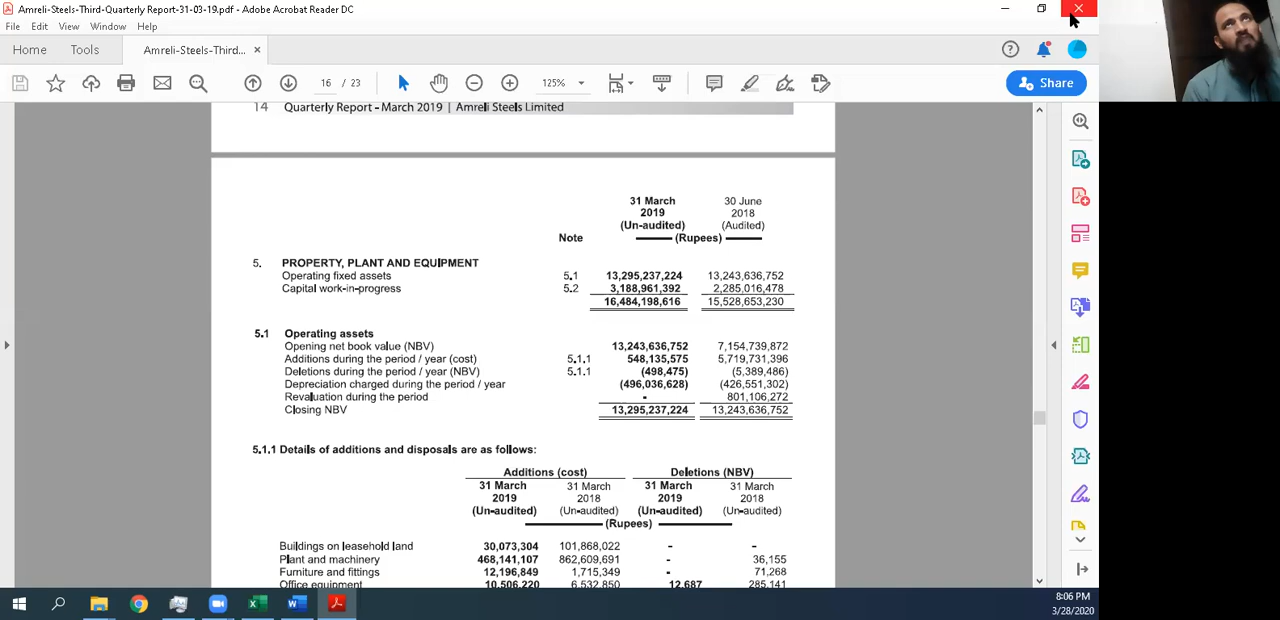 Amreli-Steels-Third-Quarterly Report-31-03-19.pdf - Adobe Acrobat Reader DC
File Edit View Window Help
Home Tools Amreli-Steels-Third... ×
16 / 23 125% Share
14 Quarterly Report - March 2019 | Amreli Steels Limited
31 March 30 June
2019 2018
(Un-audited) (Audited)
Note (Rupees)
5. PROPERTY, PLANT AND EQUIPMENT
Operating fixed assets 5.1 13,295,237,224 13,243,636,752
Capital work-in-progress 5.2 3,188,961,392 2,285,016,478
16,484,198,616 15,528,653,230
5.1 Operating assets
Opening net book value (NBV) 13,243,636,752 7,154,739,872
Additions during the period / year (cost) 5.1.1 548,135,575 5,719,731,396
Deletions during the period / year (NBV) 5.1.1 (498,475) (5,389,486)
Depreciation charged during the period / year (496,036,628) (426,551,302)
Revaluation during the period - 801,106,272
Closing NBV 13,295,237,224 13,243,636,752
5.1.1 Details of additions and disposals are as follows:
Additions (cost) Deletions (NBV)
31 March 31 March 31 March 31 March
2019 2018 2019 2018
(Un-audited) (Un-audited) (Un-audited) (Un-audited)
(Rupees)
Buildings on leasehold land 30,073,304 101,868,022 - -
Plant and machinery 468,141,107 862,609,691 - 36,155
Furniture and fittings 12,196,849 1,715,349 - 71,268
Office equipment 10,506,220 6,532,850 12,687 285,141
8:06 PM
3/28/2020